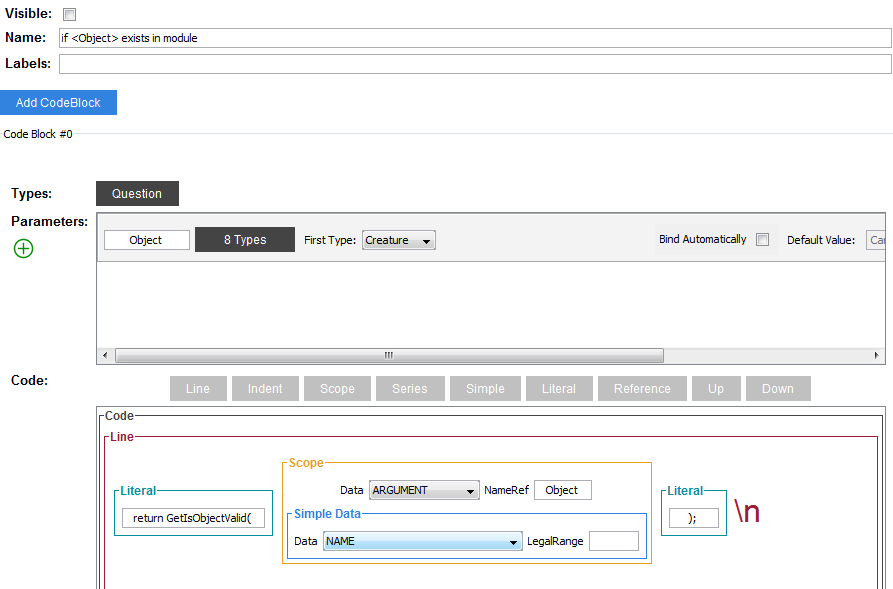 Visible:
Name: if <Object> exists in module
Labels:
Add CodeBlock
Code Block #0
Types: Question
Parameters:
Object 8 Types First Type: Creature Bind Automatically Default Value:
Code: Line Indent Scope Series Simple Literal Reference Up Down
Code
Line
Scope
Data ARGUMENT NameRef Object
Literal
return GetIsObjectValid(
Simple Data
Data NAME LegalRange
Literal
);
\n